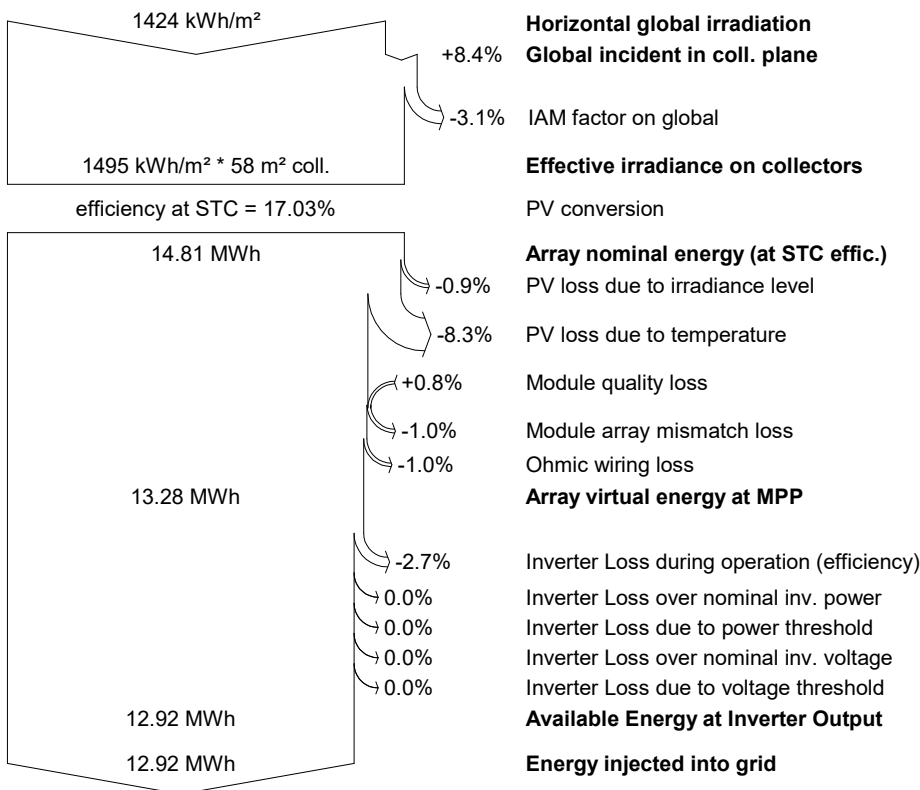 1424 kWh/m² Horizontal global irradiation
+8.4% Global incident in coll. plane
-3.1% IAM factor on global
1495 kWh/m² * 58 m² coll. Effective irradiance on collectors
efficiency at STC = 17.03% PV conversion
14.81 MWh Array nominal energy (at STC effic.)
-0.9% PV loss due to irradiance level
-8.3% PV loss due to temperature
+0.8% Module quality loss
-1.0% Module array mismatch loss
-1.0% Ohmic wiring loss
13.28 MWh Array virtual energy at MPP
-2.7% Inverter Loss during operation (efficiency)
0.0% Inverter Loss over nominal inv. power
0.0% Inverter Loss due to power threshold
0.0% Inverter Loss over nominal inv. voltage
0.0% Inverter Loss due to voltage threshold
12.92 MWh Available Energy at Inverter Output
12.92 MWh Energy injected into grid